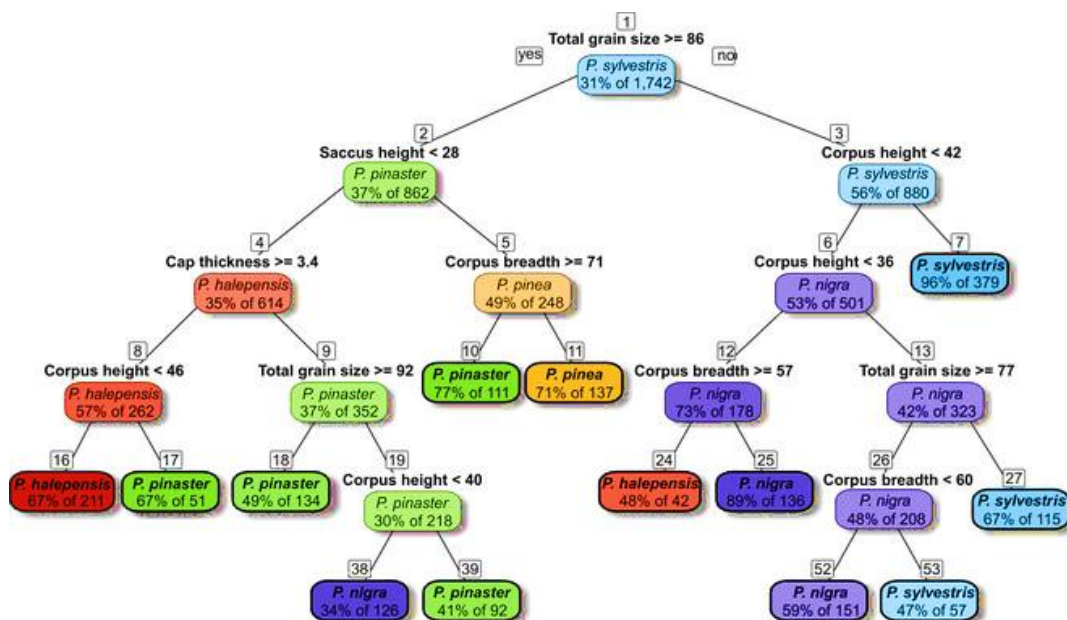 1
Total grain size >= 86
yes
no
P. sylvestris
31% of 1,742
2
3
Saccus height < 28
Corpus height < 42
P. pinaster
37% of 862
P. sylvestris
56% of 880
4
5
6
7
Cap thickness >= 3.4
Corpus breadth >= 71
Corpus height < 36
P. sylvestris
96% of 379
P. halepensis
35% of 614
P. pinea
49% of 248
P. nigra
53% of 501
8
9
10
11
12
13
Corpus height < 46
Total grain size >= 92
P. pinaster
77% of 111
P. pinea
71% of 137
Corpus breadth >= 57
Total grain size >= 77
P. halepensis
57% of 262
P. pinaster
37% of 352
P. nigra
73% of 178
P. nigra
42% of 323
16
17
18
19
24
25
26
27
P. halepensis
67% of 211
P. pinaster
67% of 51
P. pinaster
49% of 134
Corpus height < 40
P. halepensis
48% of 42
P. nigra
89% of 136
Corpus breadth < 60
P. sylvestris
67% of 115
P. pinaster
30% of 218
P. nigra
48% of 208
38
39
52
53
P. nigra
34% of 126
P. pinaster
41% of 92
P. nigra
59% of 151
P. sylvestris
47% of 57